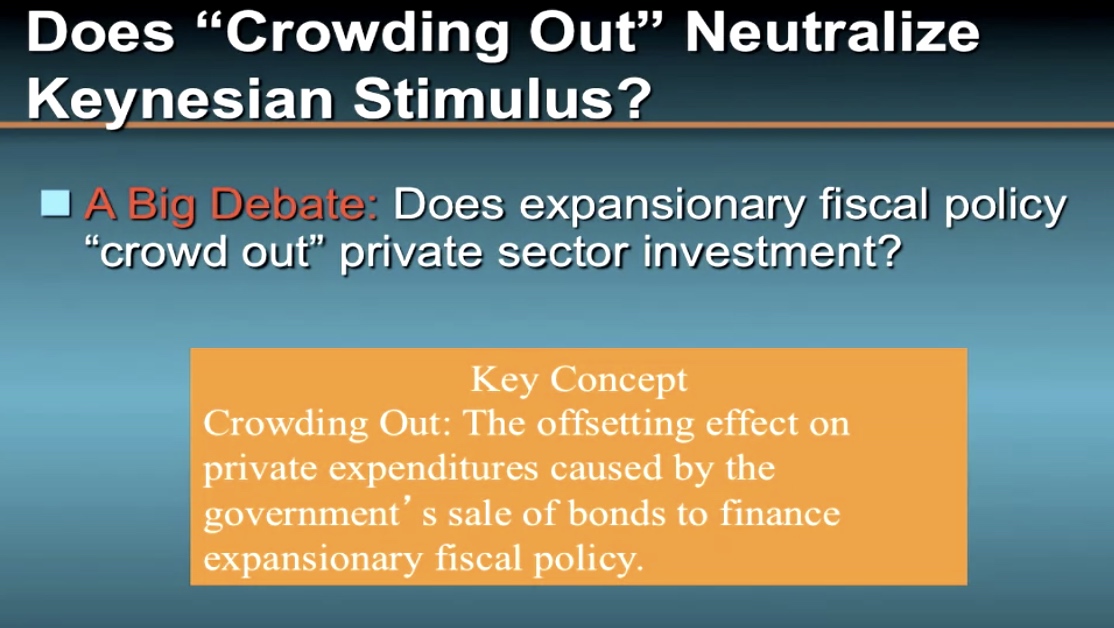 Does “Crowding Out” Neutralize
Keynesian Stimulus?
A Big Debate: Does expansionary fiscal policy
“crowd out” private sector investment?
Key Concept
Crowding Out: The offsetting effect on
private expenditures caused by the
government’s sale of bonds to finance
expansionary fiscal policy.